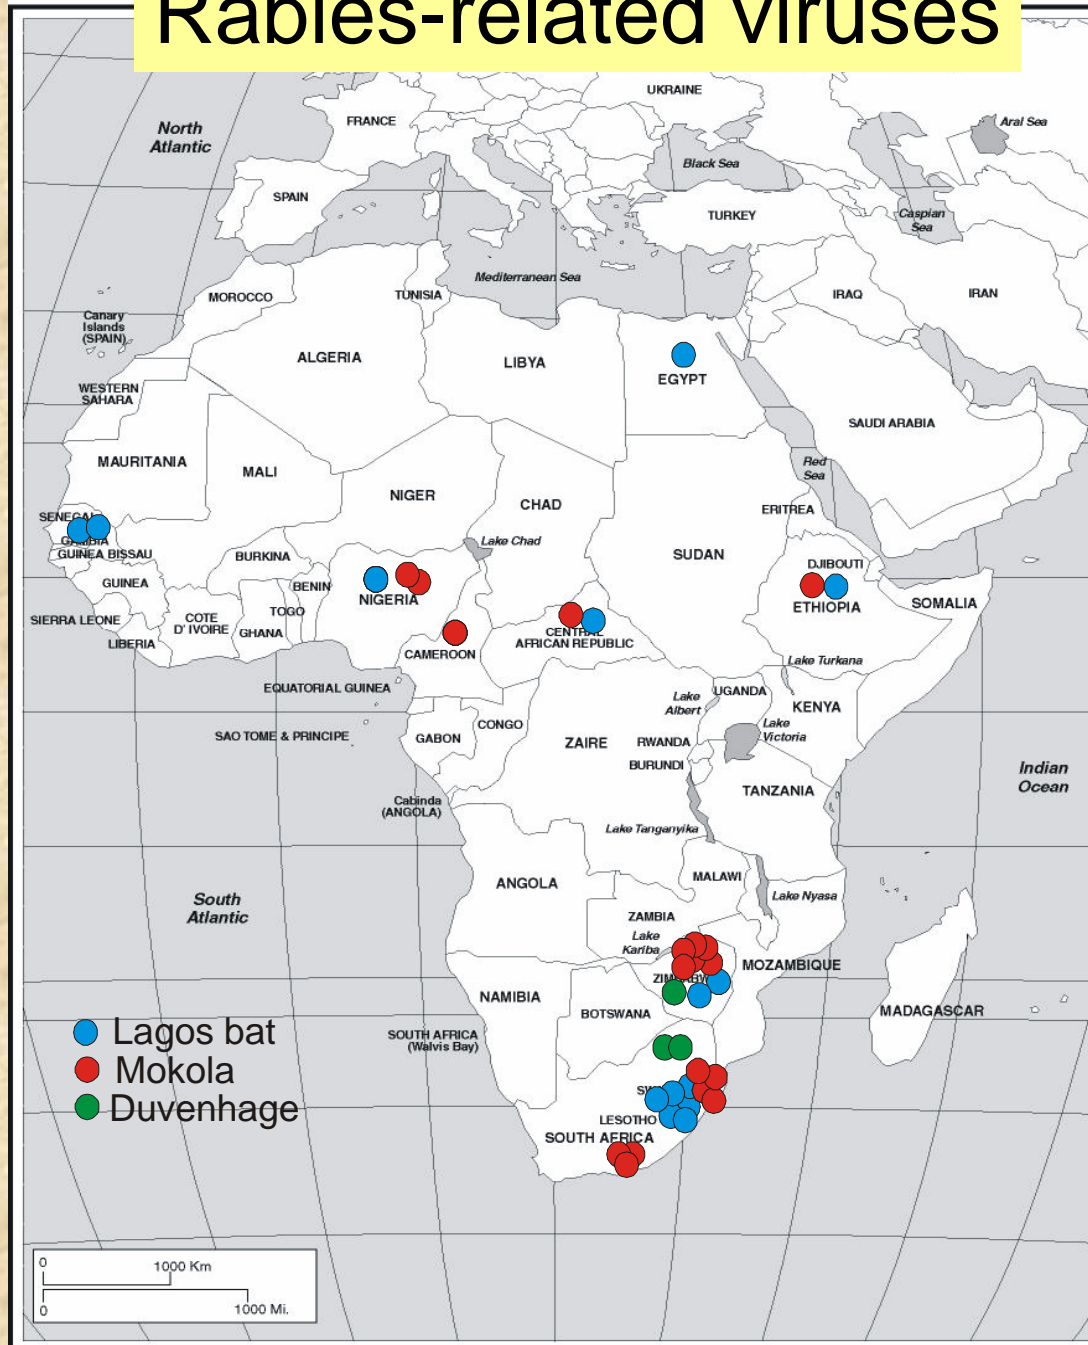 Rabies-related viruses
UKRAINE
North
Atlantic
FRANCE
Aral Sea
Black Sea
SPAIN
TURKEY
Caspian
Sea
Mediterranean Sea
MOROCCO
TUNISIA
IRAQ
IRAN
Canary
Islands
(SPAIN)
ALGERIA
LIBYA
EGYPT
WESTERN
SAHARA
SAUDI ARABIA
MAURITANIA
MALI
Red
Sea
NIGER
CHAD
ERITREA
SENEGAL
GAMBIA
Lake Chad
GUINEA BISSAU
BURKINA
SUDAN
DJIBOUTI
GUINEA
BENIN
NIGERIA
ETHIOPIA
SOMALIA
SIERRA LEONE
COTE
D' IVOIRE
TOGO
GHANA
LIBERIA
CENTRAL
AFRICAN REPUBLIC
CAMEROON
Lake Turkana
EQUATORIAL GUINEA
Lake
Albert
UGANDA
KENYA
SAO TOME & PRINCIPE
GABON
CONGO
ZAIRE
RWANDA
Lake
Victoria
BURUNDI
Indian
Ocean
TANZANIA
Cabinda
(ANGOLA)
Lake Tanganyika
ANGOLA
MALAWI
Lake Nyasa
South
Atlantic
ZAMBIA
Lake
Kariba
MOZAMBIQUE
ZIMBABW
NAMIBIA
BOTSWANA
MADAGASCAR
SOUTH AFRICA
(Walvis Bay)
Lagos bat
Mokola
Duvenhage
SW
LESOTHO
SOUTH AFRICA
0
1000 Km
0
1000 Mi.